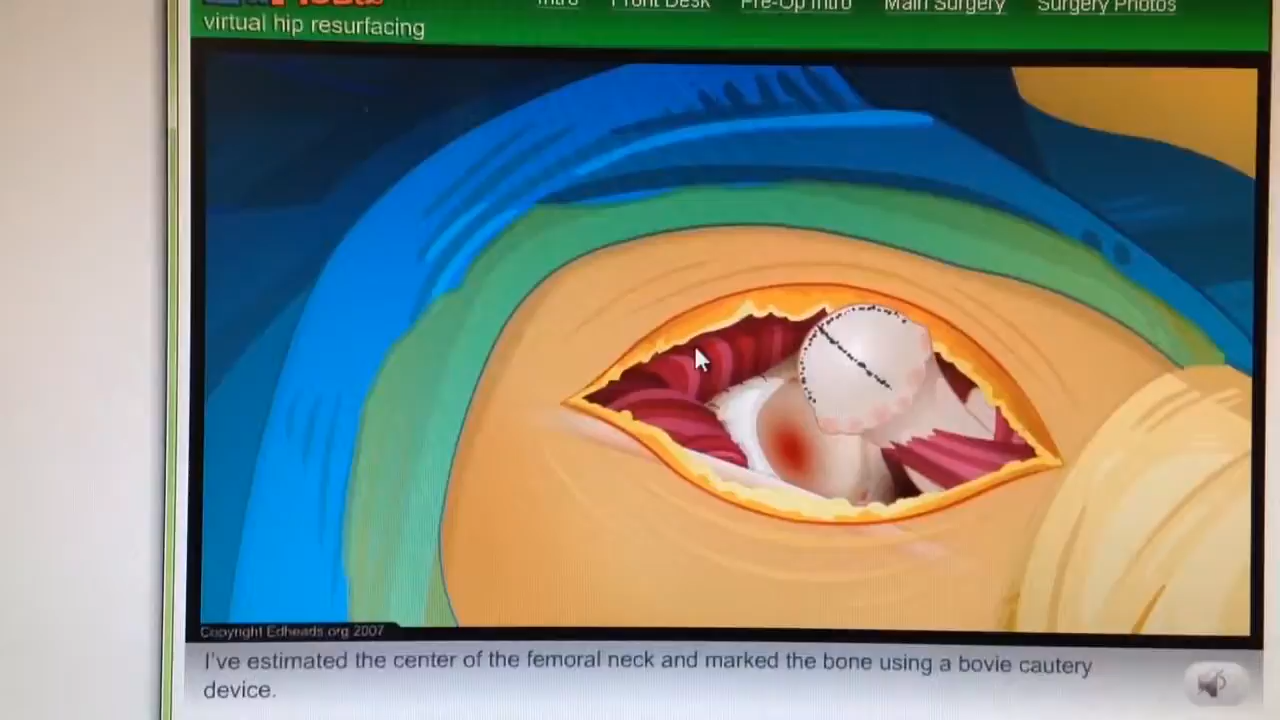 Intro Front Desk Pre-Op Intro Main Surgery Surgery Photos
virtual hip resurfacing
Copyright Edheads.org 2007
I've estimated the center of the femoral neck and marked the bone using a bovie cautery
device.